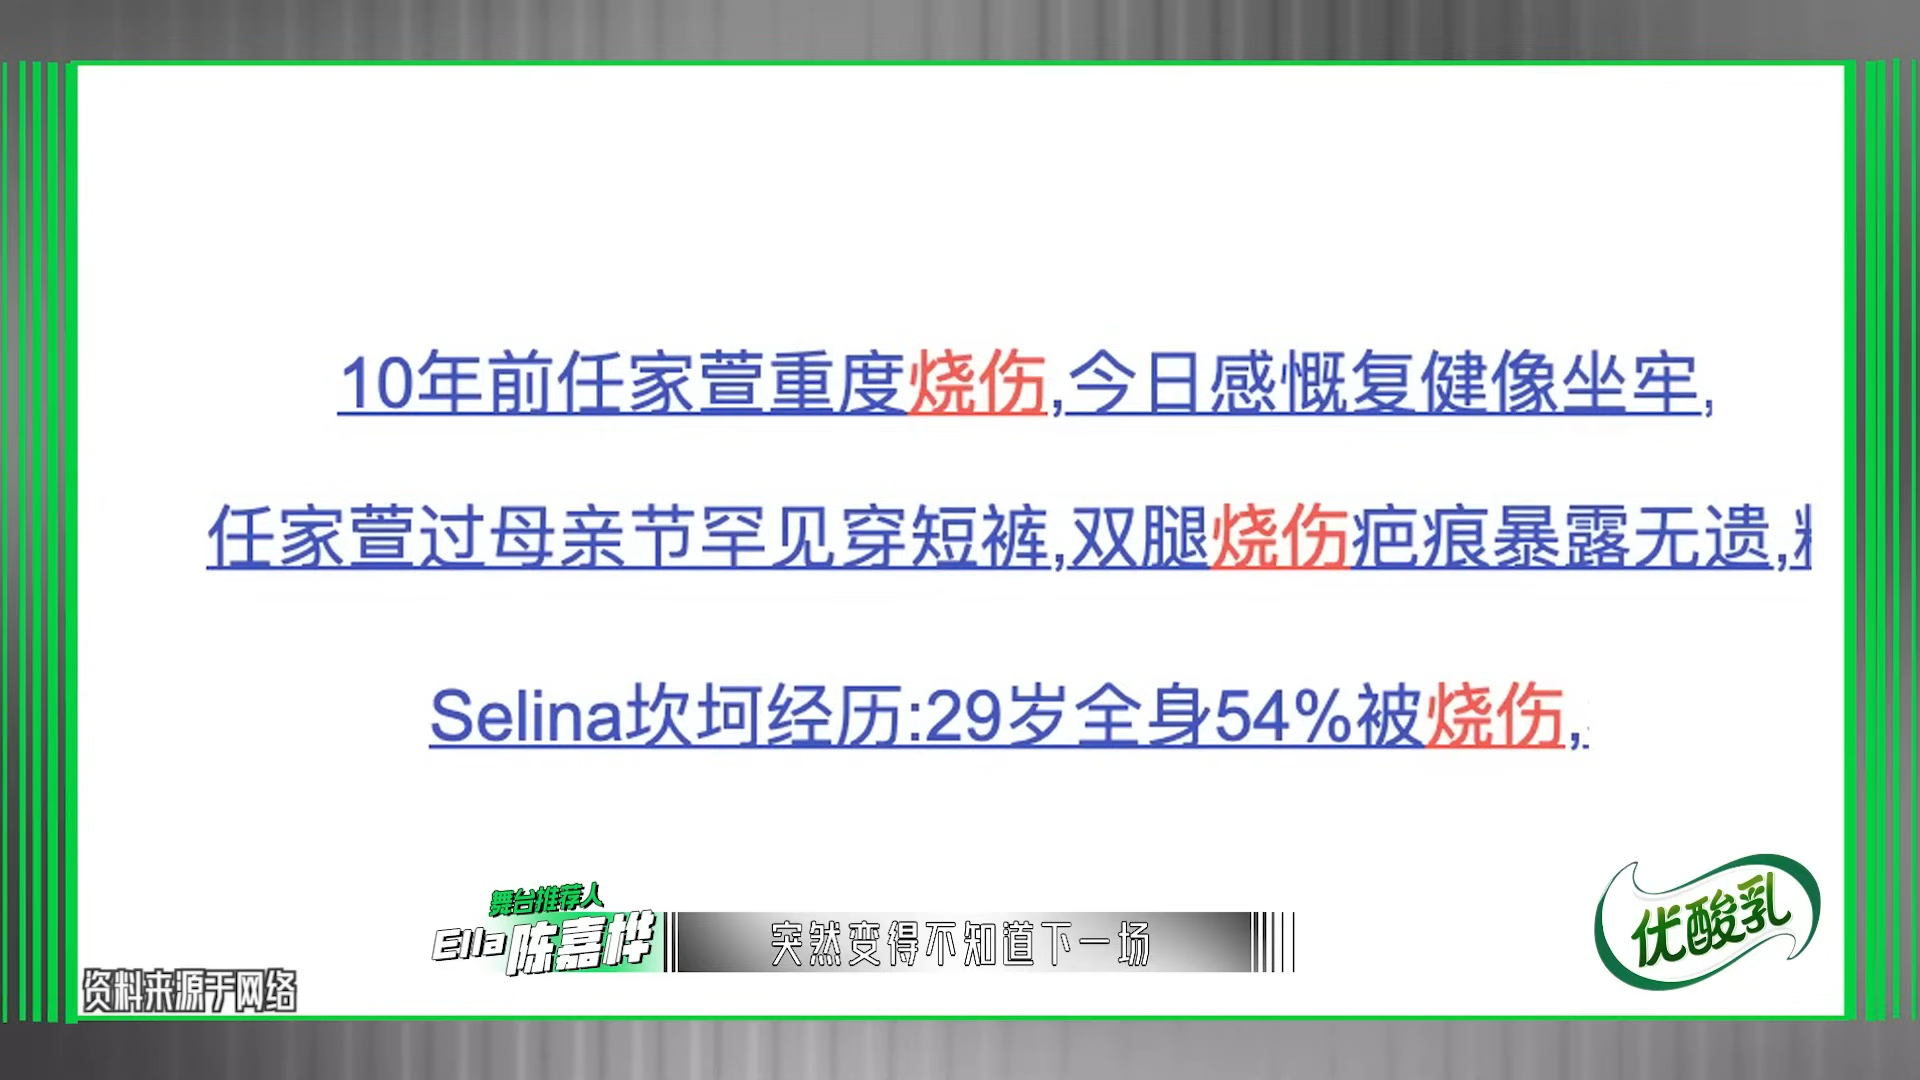 10年前任家萱重度烧伤,今日感慨复健像坐牢,
任家萱过母亲节罕见穿短裤,双腿烧伤疤痕暴露无遗,
Selina坎坷经历:29岁全身54%被烧伤,
舞台推荐人
Ella陈嘉桦
突然变得不知道下一场
优酸乳
资料来源于网络